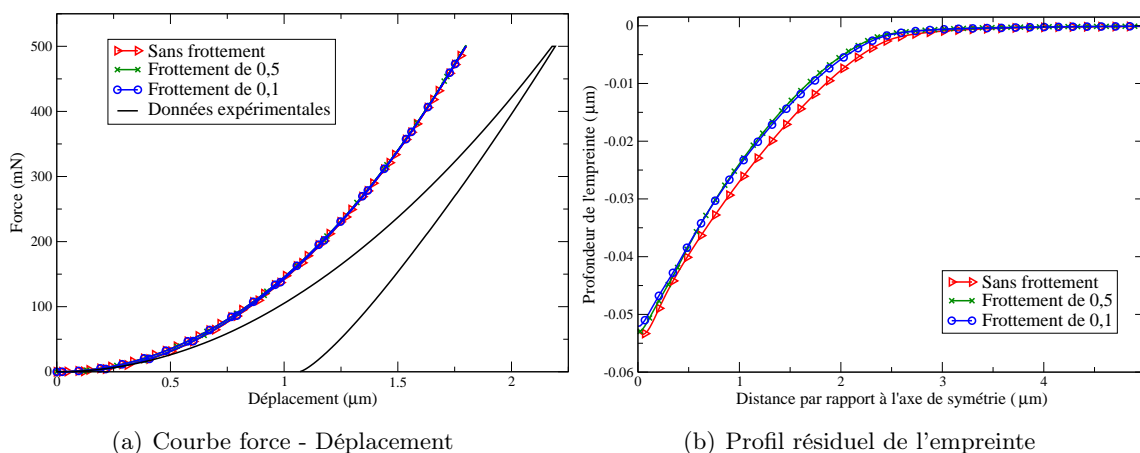 500
400
300
200
100
0
Force (mN)
0
0.5
1
1.5
2
Déplacement (µm)
Sans frottement
Frottement de 0,5
Frottement de 0,1
Données expérimentales
(a) Courbe force - Déplacement
0
-0.01
-0.02
-0.03
-0.04
-0.05
-0.06
Profondeur de l'empreinte (µm)
0
1
2
3
4
Distance par rapport à l'axe de symétrie (µm)
Sans frottement
Frottement de 0,5
Frottement de 0,1
(b) Profil résiduel de l'empreinte